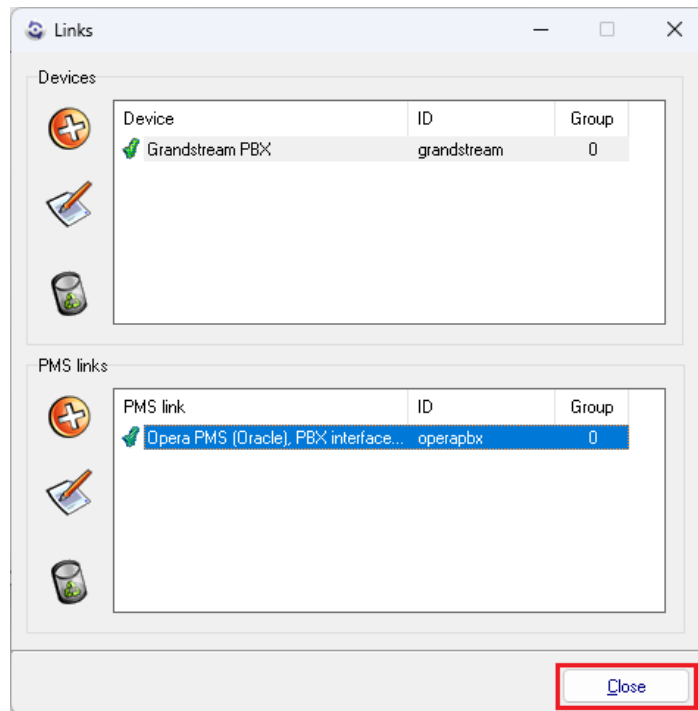 Links
Devices
Device ID Group
Grandstream PBX grandstream 0
PMS links
PMS link ID Group
Opera PMS (Oracle), PBX interface... operapbx 0
Close